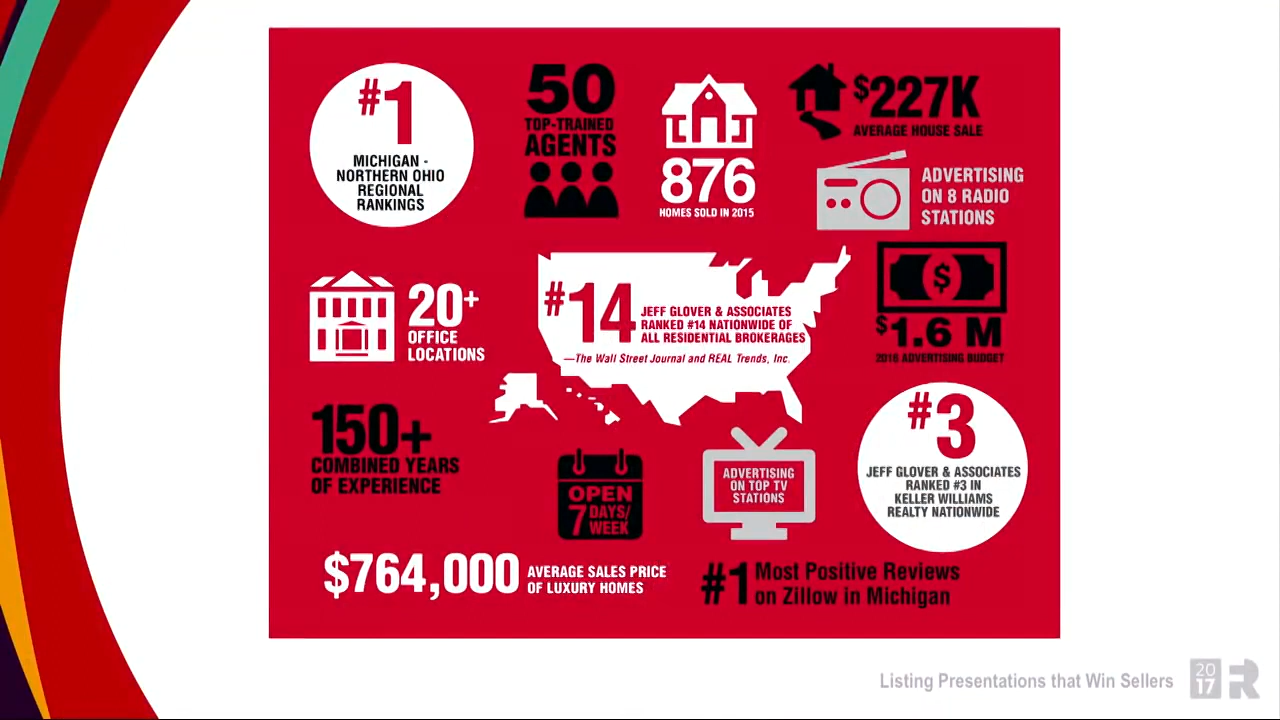 #1
MICHIGAN -
NORTHERN OHIO
REGIONAL
RANKINGS
50
TOP-TRAINED
AGENTS
876
HOMES SOLD IN 2015
$227K
AVERAGE HOUSE SALE
ADVERTISING
ON 8 RADIO
STATIONS
20+
OFFICE
LOCATIONS
#14
JEFF GLOVER & ASSOCIATES
RANKED #14 NATIONWIDE OF
ALL RESIDENTIAL BROKERAGES
—The Wall Street Journal and REAL Trends, Inc.
$
$1.6 M
2016 ADVERTISING BUDGET
150+
COMBINED YEARS
OF EXPERIENCE
OPEN
7 DAYS/
WEEK
ADVERTISING
ON TOP TV
STATIONS
#3
JEFF GLOVER & ASSOCIATES
RANKED #3 IN
KELLER WILLIAMS
REALTY NATIONWIDE
$764,000
AVERAGE SALES PRICE
OF LUXURY HOMES
#1
Most Positive Reviews
on Zillow in Michigan
Listing Presentations that Win Sellers
20
17
R